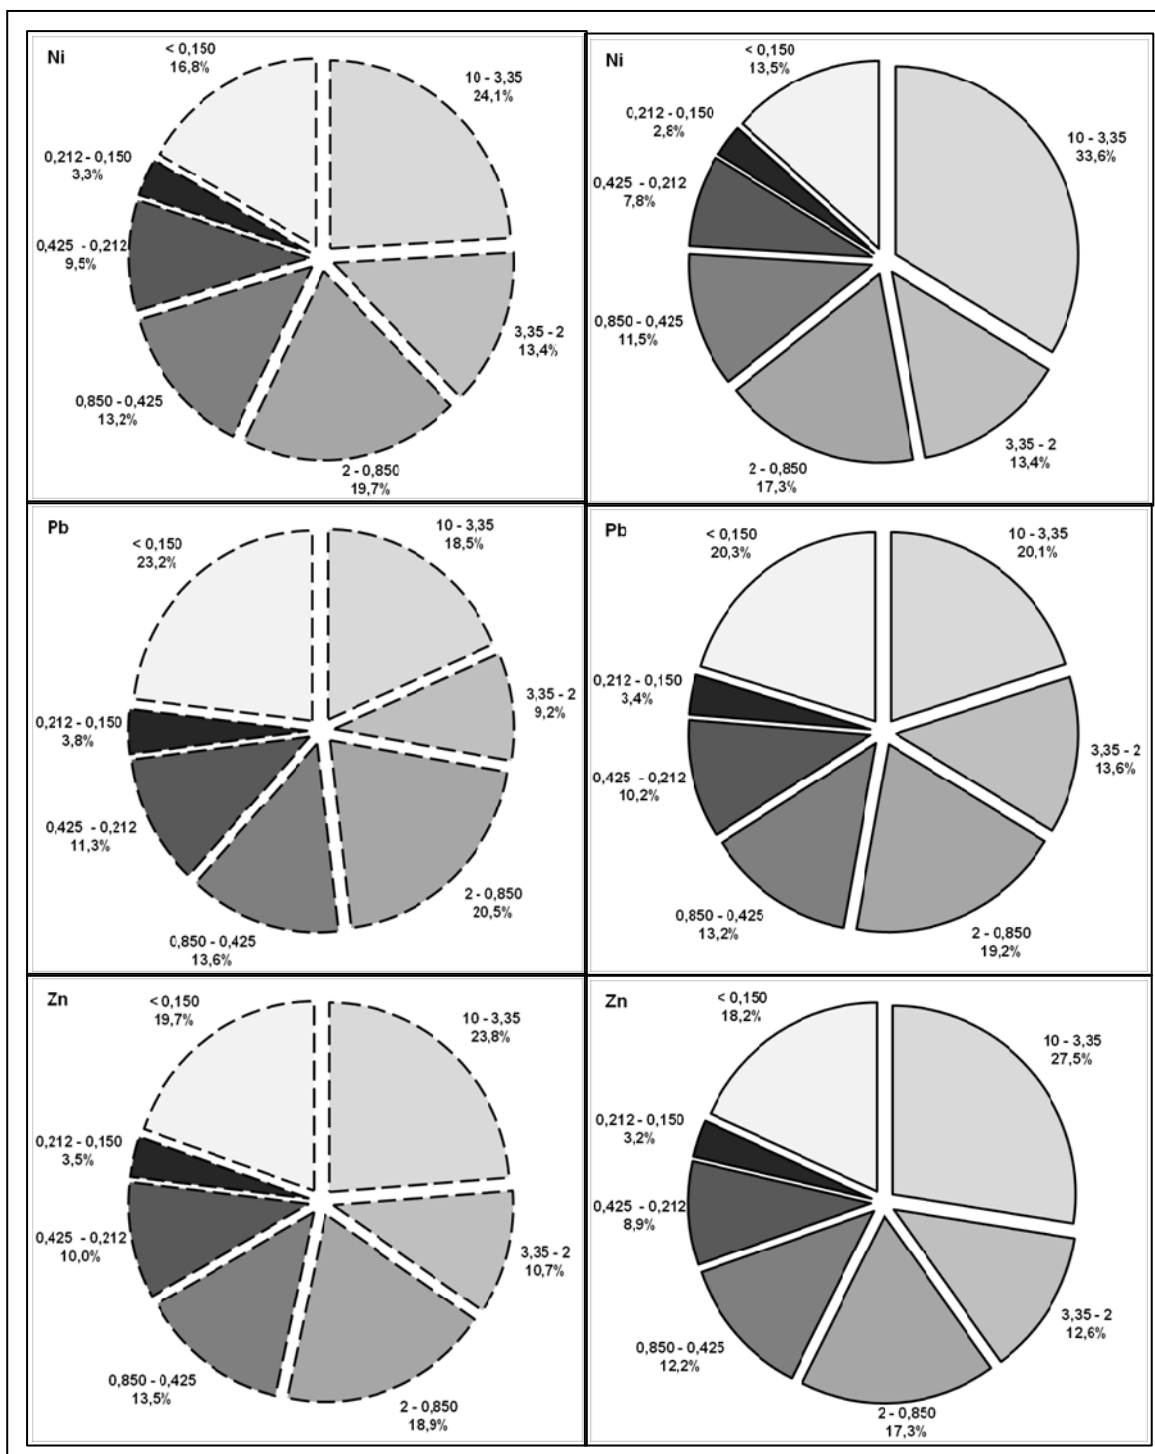 Ni
< 0,150
16,8%
10 - 3,35
24,1%
0,212 - 0,150
3,3%
0,425 - 0,212
9,5%
3,35 - 2
13,4%
0,850 - 0,425
13,2%
2 - 0,850
19,7%
Ni
< 0,150
13,5%
0,212 - 0,150
2,8%
10 - 3,35
33,6%
0,425 - 0,212
7,8%
0,850 - 0,425
11,5%
3,35 - 2
13,4%
2 - 0,850
17,3%
Pb
10 - 3,35
18,5%
< 0,150
23,2%
3,35 - 2
9,2%
0,212 - 0,150
3,8%
0,425 - 0,212
11,3%
2 - 0,850
20,5%
0,850 - 0,425
13,6%
Pb
< 0,150
20,3%
10 - 3,35
20,1%
0,212 - 0,150
3,4%
3,35 - 2
13,6%
0,425 - 0,212
10,2%
0,850 - 0,425
13,2%
2 - 0,850
19,2%
Zn
< 0,150
19,7%
10 - 3,35
23,8%
0,212 - 0,150
3,5%
0,425 - 0,212
10,0%
3,35 - 2
10,7%
0,850 - 0,425
13,5%
2 - 0,850
18,9%
Zn
< 0,150
18,2%
10 - 3,35
27,5%
0,212 - 0,150
3,2%
0,425 - 0,212
8,9%
3,35 - 2
12,6%
0,850 - 0,425
12,2%
2 - 0,850
17,3%